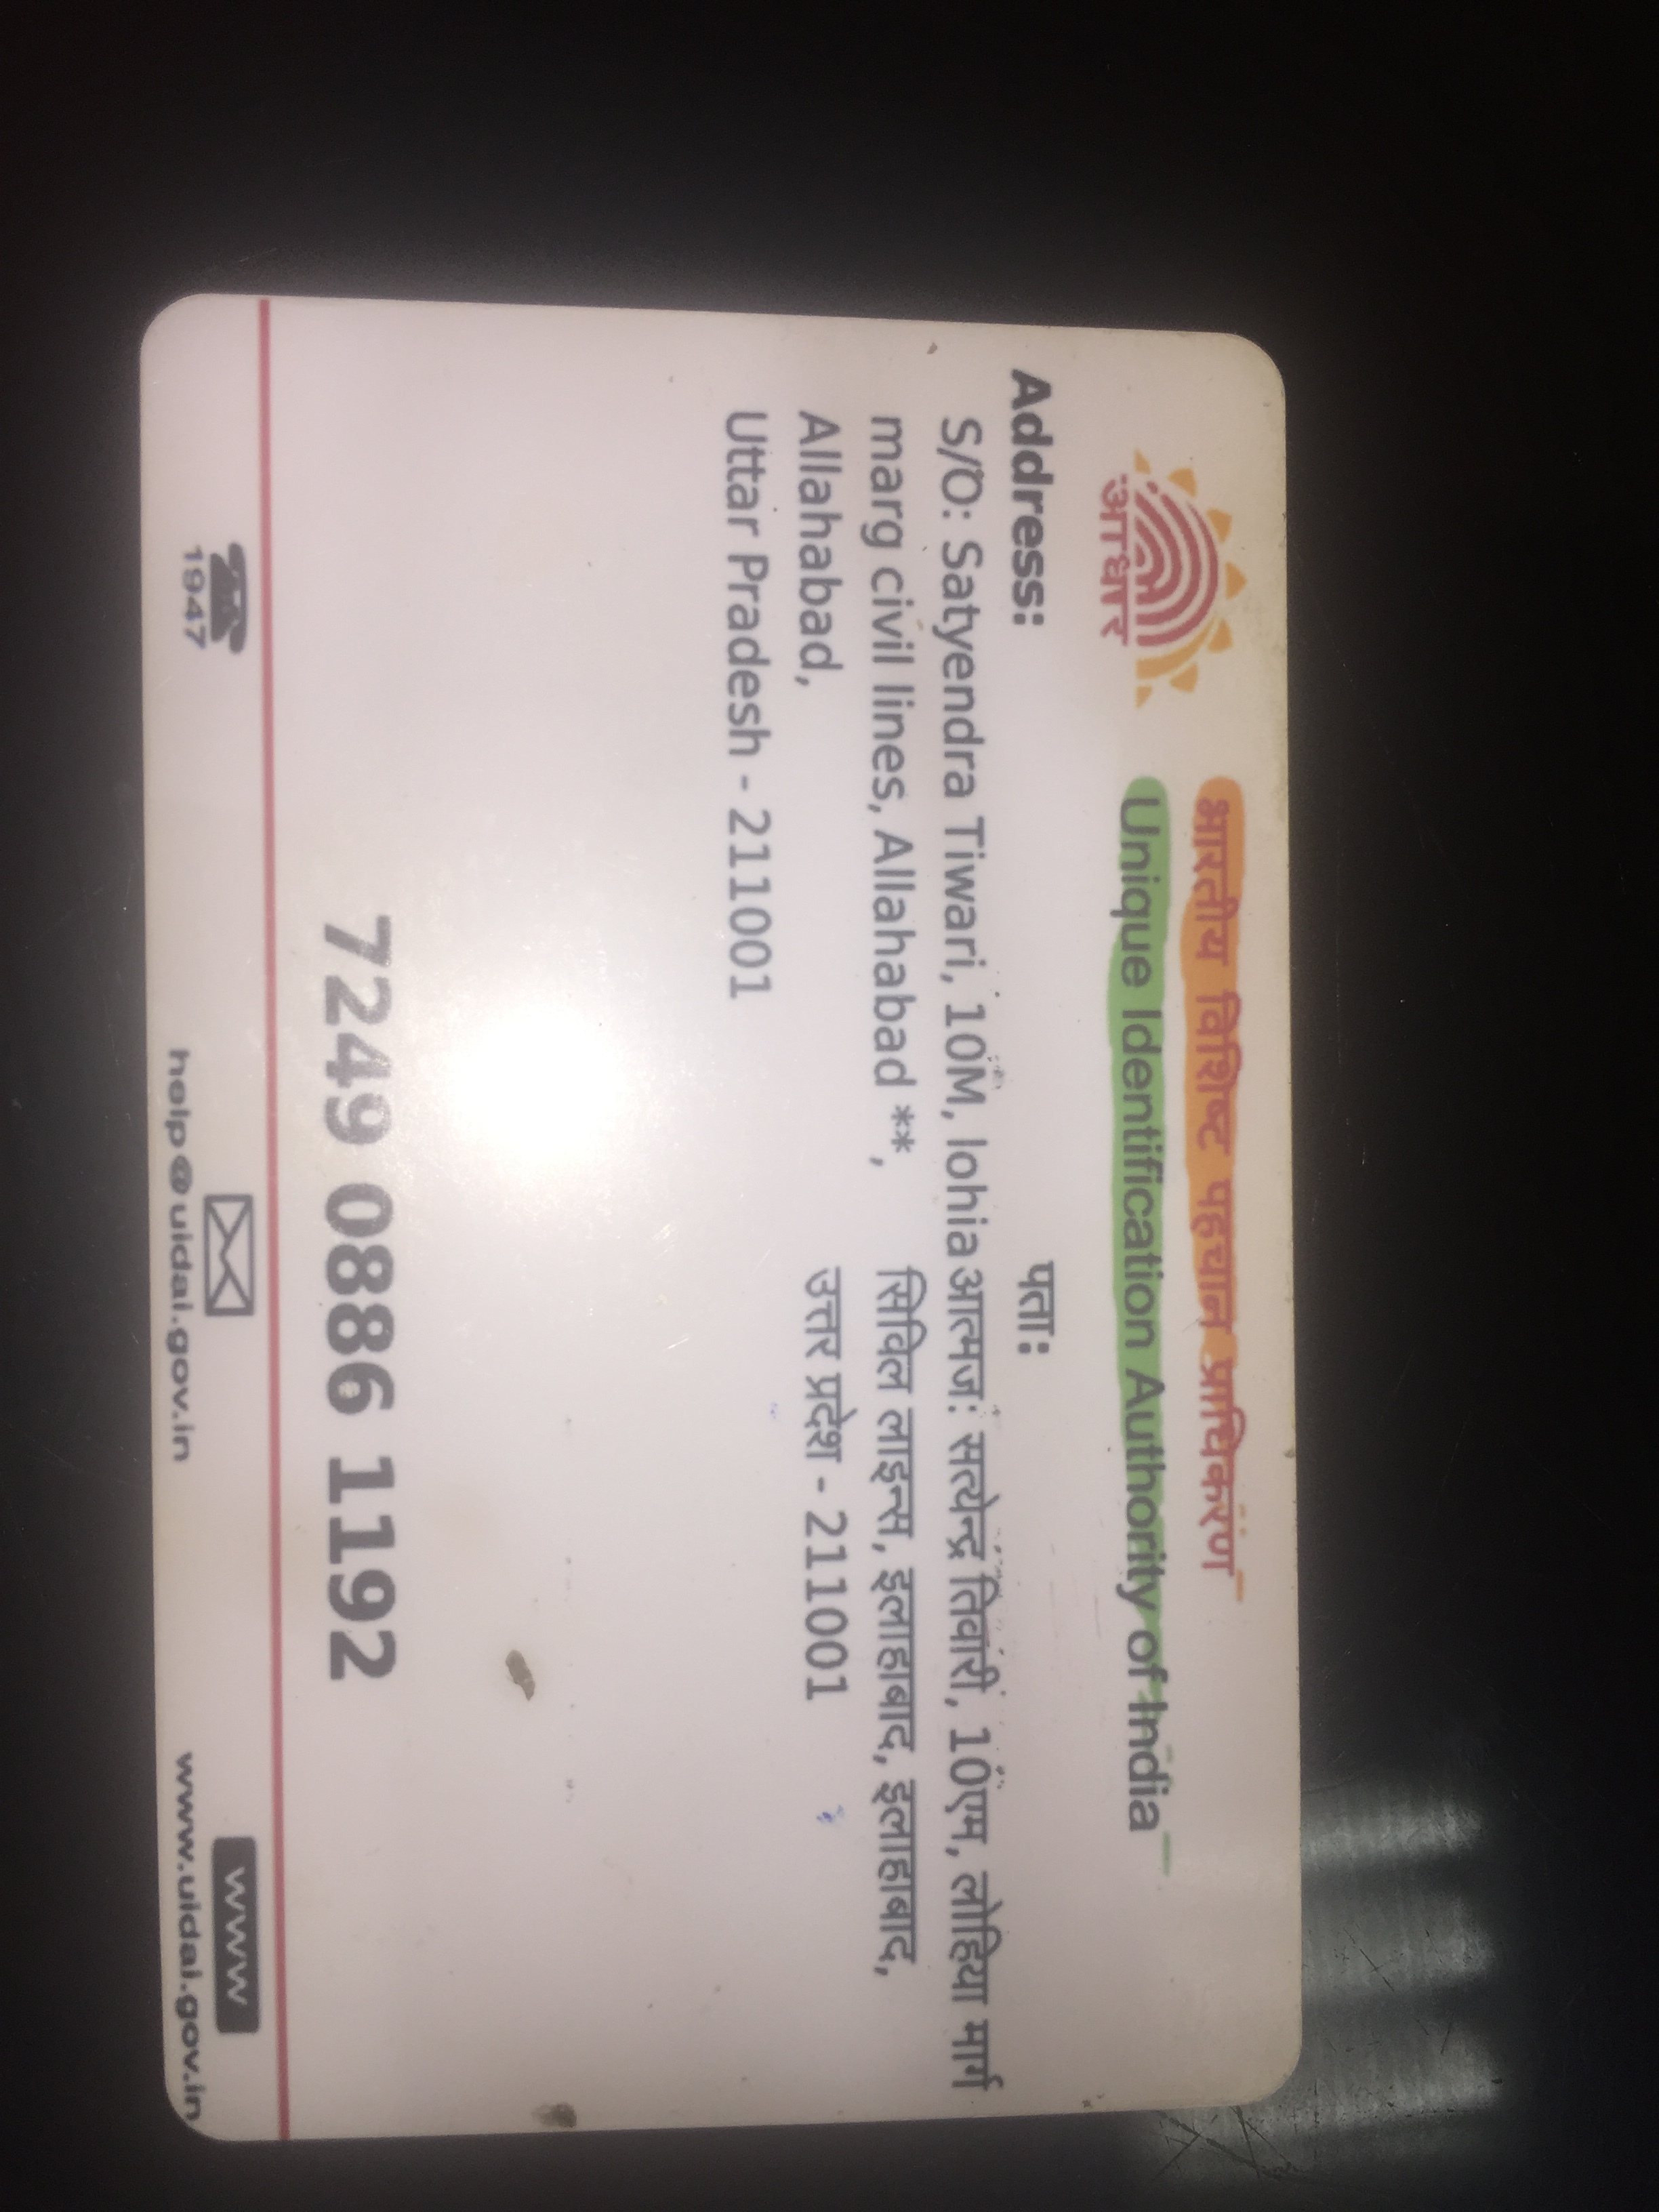 आधार
भारतीय विशिष्ट पहचान प्राधिकरण
Unique Identification Authority of India
Address:
S/O: Satyendra Tiwari, 10M, lohia
marg civil lines, Allahabad **,
Allahabad,
Uttar Pradesh - 211001
पता:
आत्मज: सत्येन्द्र तिवारी, 10एम, लोहिया मार्ग
सिविल लाइन्स, इलाहाबाद, इलाहाबाद,
उत्तर प्रदेश - 211001
7249 0886 1192
1947
help@uidai.gov.in
www
www.uidai.gov.in